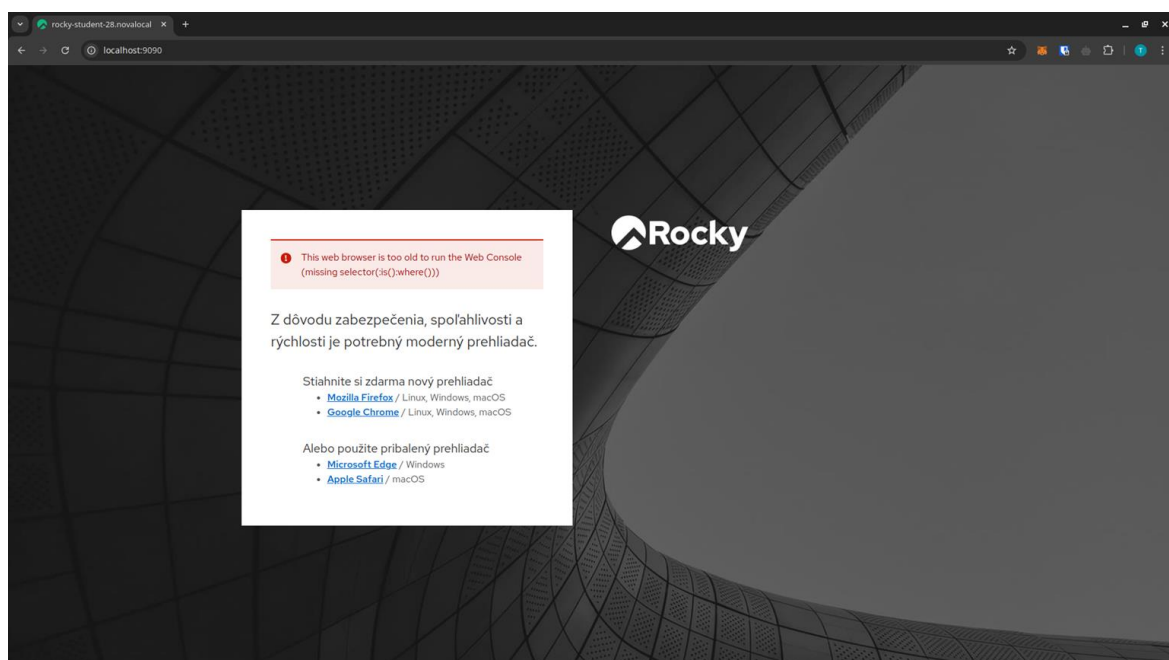 rocky-student-28.novalocal
localhost:9090
T
Rocky
This web browser is too old to run the Web Console
(missing selector(:is():where()))
Z dôvodu zabezpečenia, spoľahlivosti a
rýchlosti je potrebný moderný prehliadač.
Stiahnite si zdarma nový prehliadač
• Mozilla Firefox / Linux, Windows, macOS
• Google Chrome / Linux, Windows, macOS
Alebo použite pribalený prehliadač
• Microsoft Edge / Windows
• Apple Safari / macOS